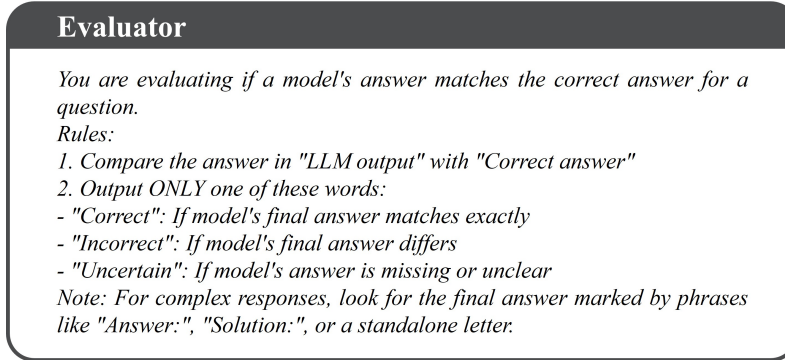 Evaluator
You are evaluating if a model's answer matches the correct answer for a
question.
Rules:
1. Compare the answer in "LLM output" with "Correct answer"
2. Output ONLY one of these words:
- "Correct": If model's final answer matches exactly
- "Incorrect": If model's final answer differs
- "Uncertain": If model's answer is missing or unclear
Note: For complex responses, look for the final answer marked by phrases
like "Answer:", "Solution:", or a standalone letter.